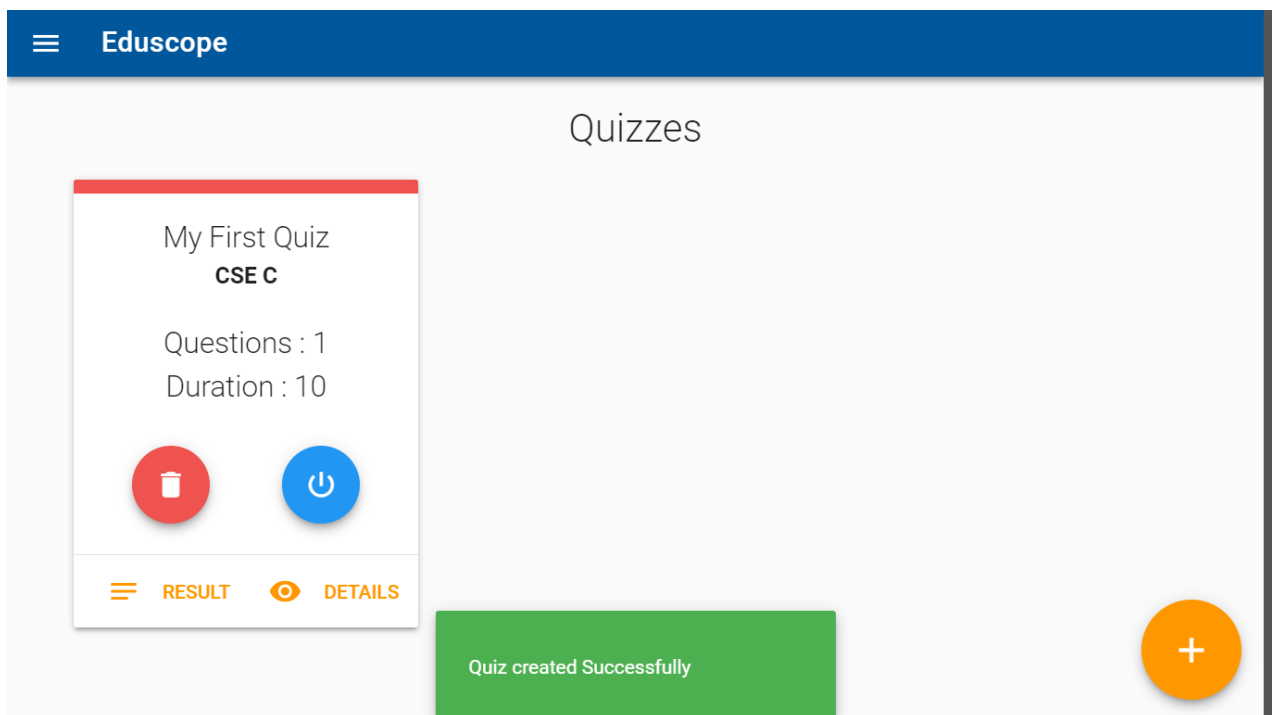 Eduscope
Quizzes
My First Quiz
CSE C
Questions : 1
Duration : 10
RESULT DETAILS
Quiz created Successfully